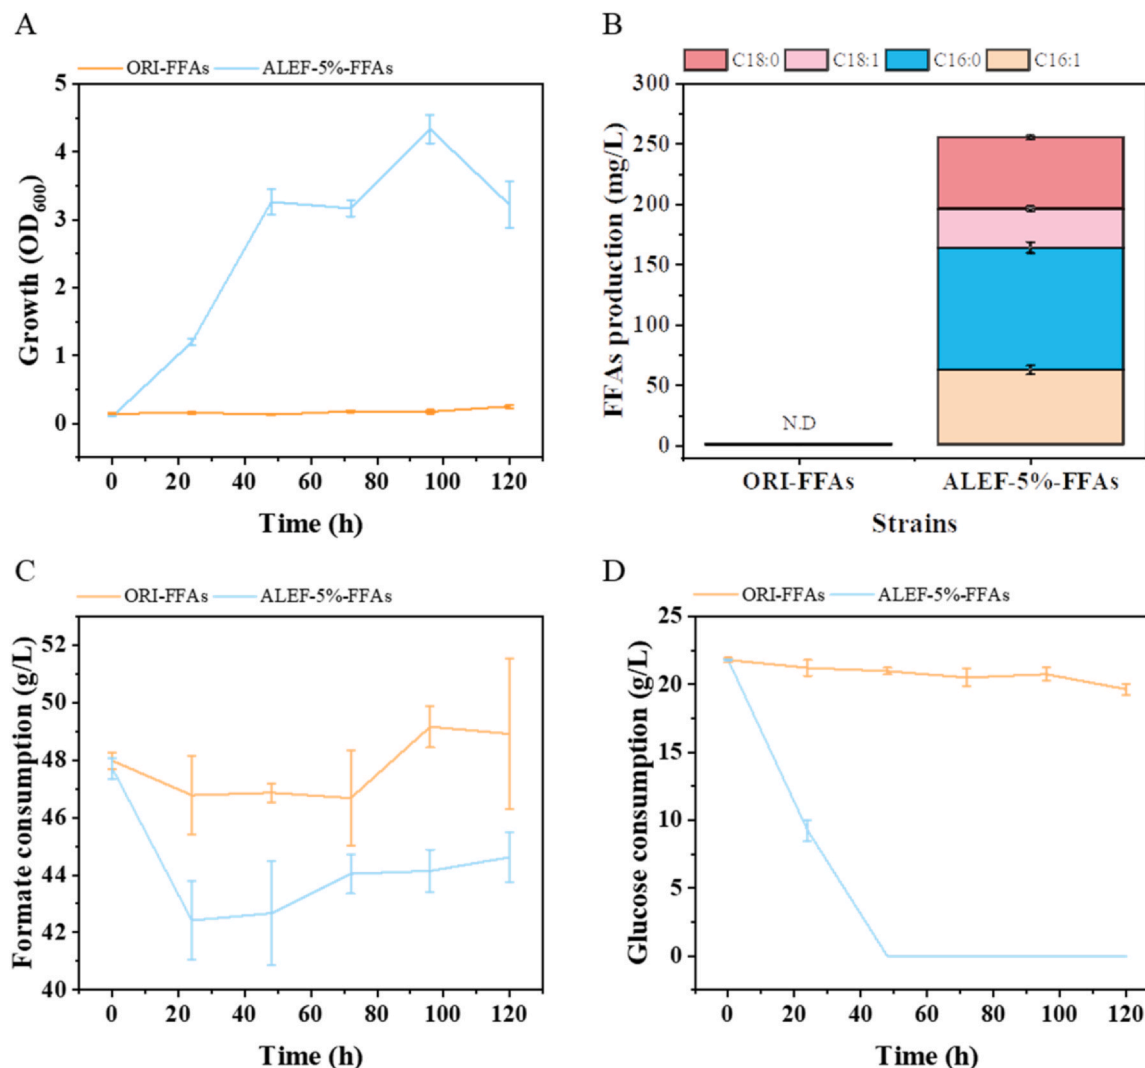 A
ORI-FFAs ALEF-5%-FFAs
5
4
3
2
1
0
Growth (OD600)
0 20 40 60 80 100 120
Time (h)
B
C18:0 C18:1 C16:0 C16:1
300
250
200
150
100
50
0
FFAs production (mg/L)
N.D
ORI-FFAs ALEF-5%-FFAs
Strains
C
ORI-FFAs ALEF-5%-FFAs
52
50
48
46
44
42
40
Formate consumption (g/L)
0 20 40 60 80 100 120
Time (h)
D
ORI-FFAs ALEF-5%-FFAs
25
20
15
10
5
0
Glucose consumption (g/L)
0 20 40 60 80 100 120
Time (h)